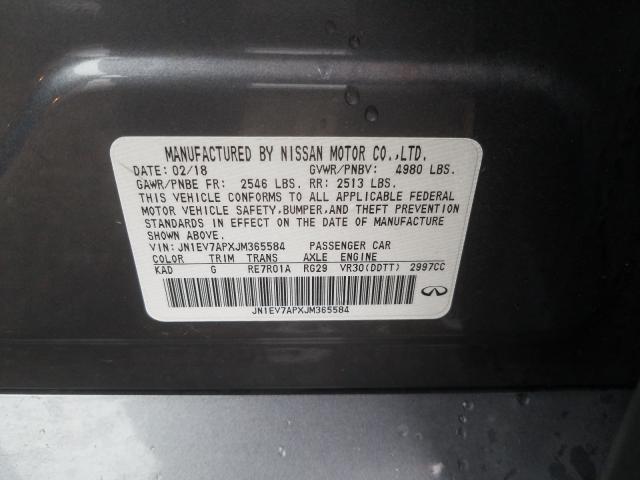 MANUFACTURED BY NISSAN MOTOR CO.,LTD.
DATE: 02/18 GVWR/PNBV: 4980 LBS.
GAWR/PNBE FR: 2546 LBS. RR: 2513 LBS.
THIS VEHICLE CONFORMS TO ALL APPLICABLE FEDERAL
MOTOR VEHICLE SAFETY,BUMPER,AND THEFT PREVENTION
STANDARDS IN EFFECT ON THE DATE OF MANUFACTURE
SHOWN ABOVE.
VIN: JN1EV7APXJM365584 PASSENGER CAR
COLOR TRIM TRANS AXLE ENGINE
KAD G RE7R01A RG29 VR30(DDTT) 2997CC
JN1EV7APXJM365584